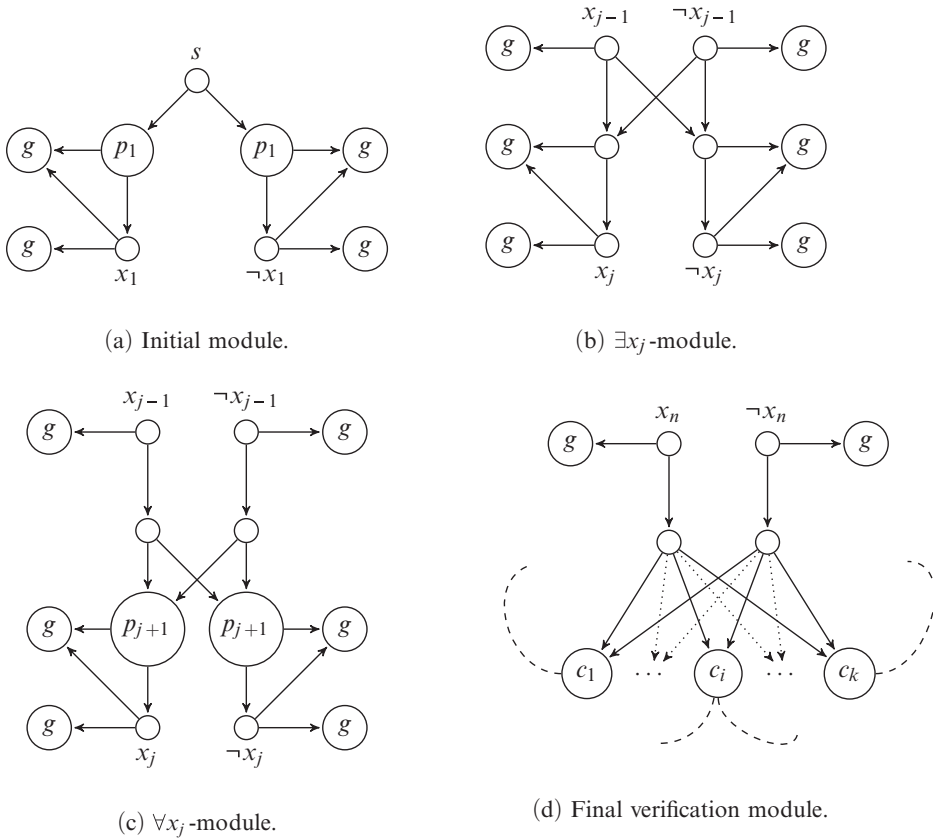 s
g p₁ p₁ g
g g
x₁ ¬x₁
(a) Initial module.
xⱼ₋₁ ¬xⱼ₋₁
g g
g g
g g
xⱼ ¬xⱼ
(b) ∃xⱼ-module.
xⱼ₋₁ ¬xⱼ₋₁
g g
g pⱼ₊₁ pⱼ₊₁ g
g g
xⱼ ¬xⱼ
(c) ∀xⱼ-module.
xₙ ¬xₙ
g g
c₁ ... cᵢ ... cₖ
(d) Final verification module.